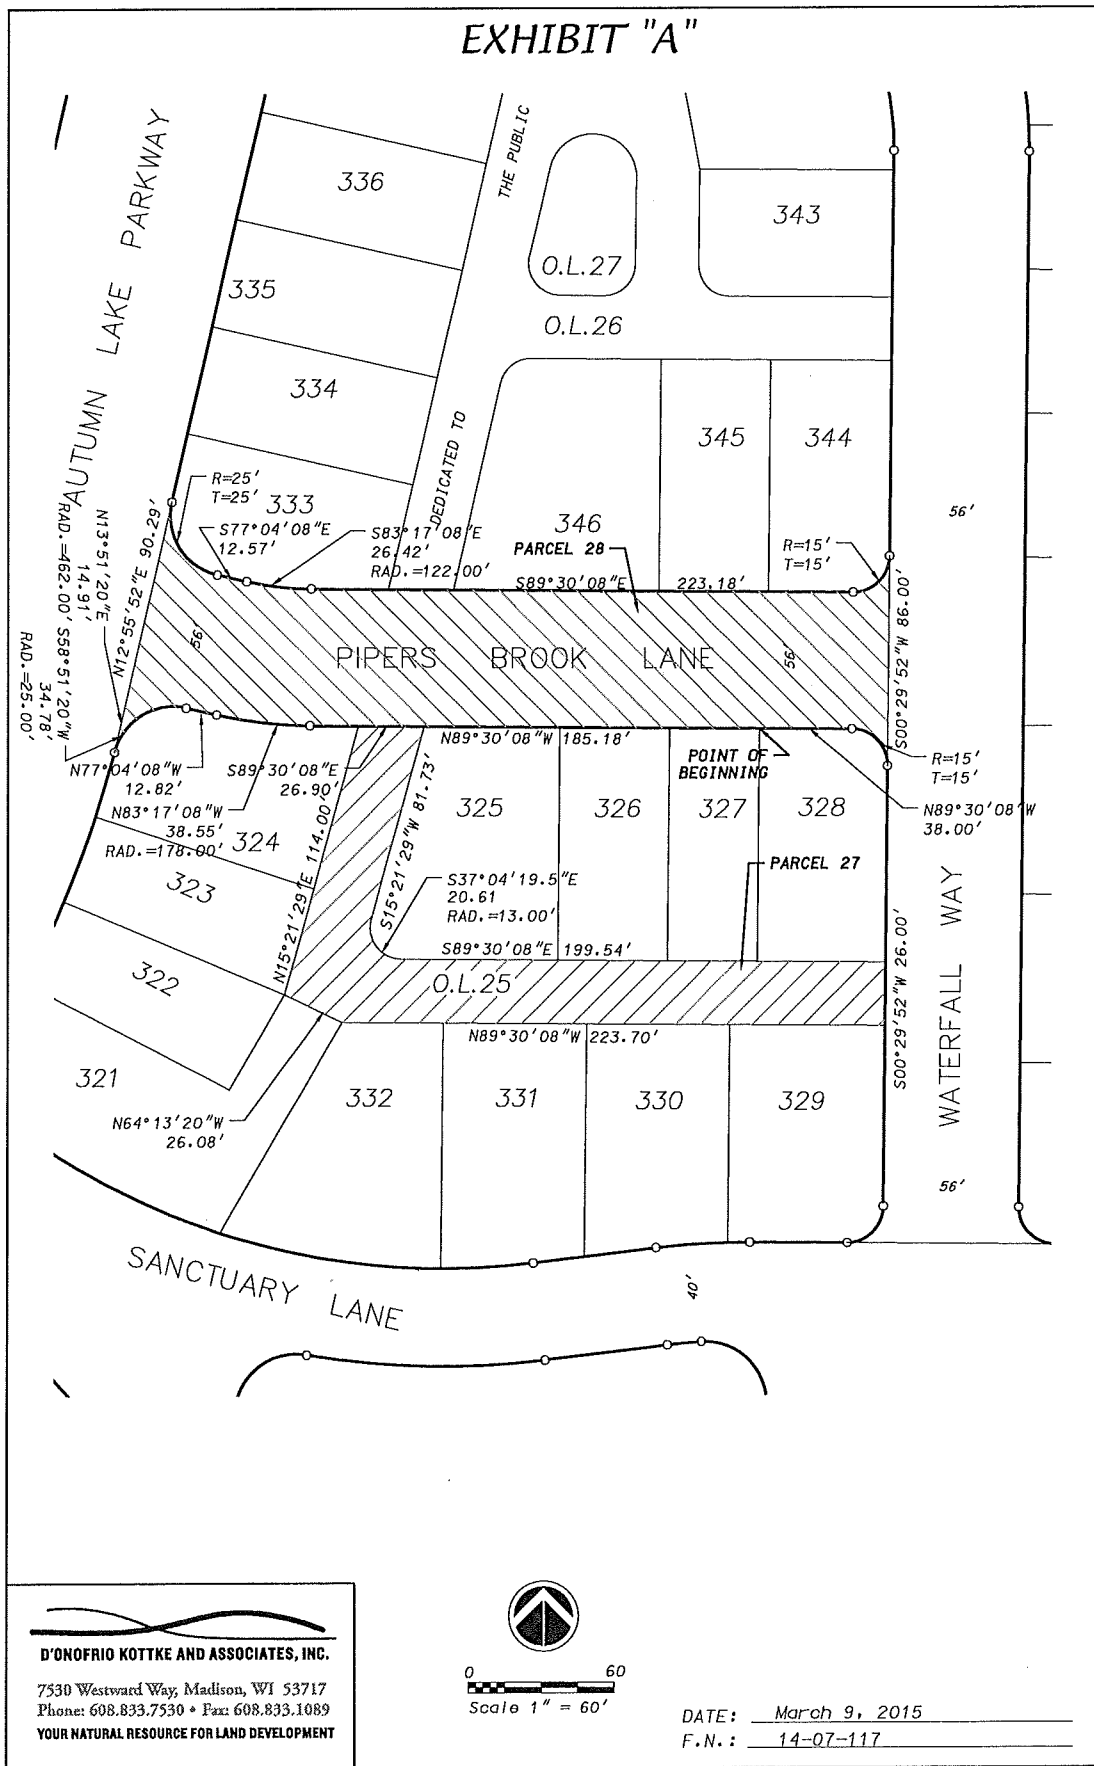 EXHIBIT "A"
AUTUMN LAKE PARKWAY
THE PUBLIC
336
343
335
O.L.27
O.L.26
334
DEDICATED TO
345
344
R=25'
T=25'
333
S77°04'08"E
12.57'
S83°17'08"E
26.42'
RAD.=122.00'
346
PARCEL 28
S89°30'08"E 223.18'
R=15'
T=15'
56'
N13°51'20"E
14.91'
RAD.=462.00'
N12°55'52"E 90.29'
S58°51'20"W
34.78'
RAD.=25.00'
56'
PIPERS BROOK LANE
56'
S00°29'52"W 86.00'
N89°30'08"W 185.18'
POINT OF
BEGINNING
R=15'
T=15'
N77°04'08"W
12.82'
S89°30'08"E
26.90'
N83°17'08"W
38.55'
RAD.=178.00'
324
325
326
327
328
N89°30'08"W
38.00'
323
N15°21'29"E 114.00'
S15°21'29"W 81.73'
S37°04'19.5"E
20.61
RAD.=13.00'
PARCEL 27
S89°30'08"E 199.54'
322
O.L.25
S00°29'52"W 26.00'
WATERFALL WAY
N89°30'08"W 223.70'
321
332
331
330
329
N64°13'20"W
26.08'
56'
SANCTUARY LANE
40'
D'ONOFRIO KOTTKE AND ASSOCIATES, INC.
7530 Westward Way, Madison, WI 53717
Phone: 608.833.7530 • Fax: 608.833.1089
YOUR NATURAL RESOURCE FOR LAND DEVELOPMENT
0 60
Scale 1" = 60'
DATE: March 9, 2015
F.N.: 14-07-117